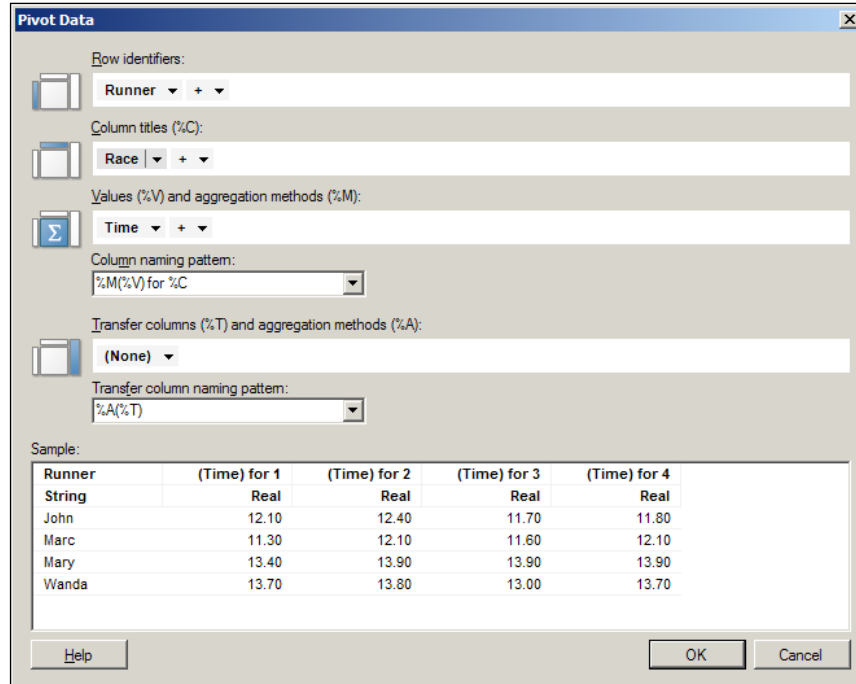 Pivot Data
Row identifiers:
Runner +
Column titles (%C):
Race +
Values (%V) and aggregation methods (%M):
Σ Time +
Column naming pattern:
%M(%V) for %C
Transfer columns (%T) and aggregation methods (%A):
(None)
Transfer column naming pattern:
%A(%T)
Sample:
Runner (Time) for 1 (Time) for 2 (Time) for 3 (Time) for 4
String Real Real Real Real
John 12.10 12.40 11.70 11.80
Marc 11.30 12.10 11.60 12.10
Mary 13.40 13.90 13.90 13.90
Wanda 13.70 13.80 13.00 13.70
Help OK Cancel